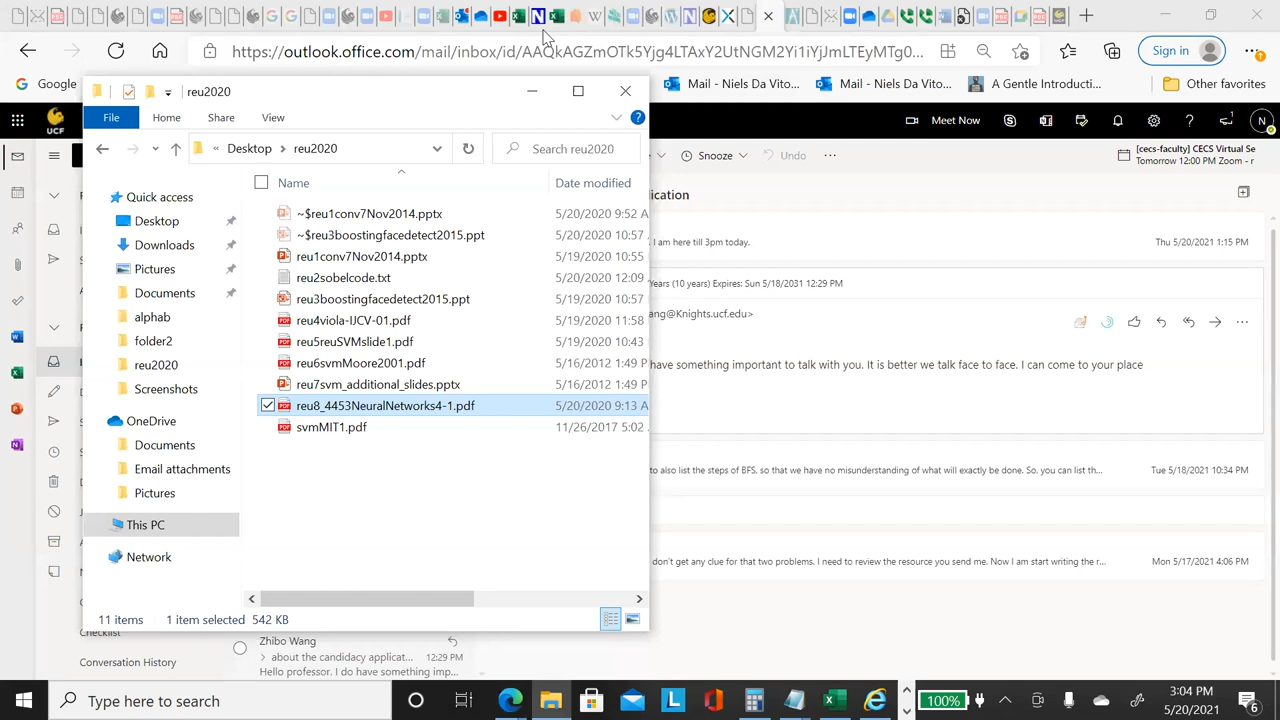 https://outlook.office.com/mail/inbox/id/AAQkAGZmOTk5Yjg4LTAxY2UtNGM2Yi1iYjJmLTEyMTg0...
Sign in
Google
Mail - Niels Da Vito...
Mail - Niels Da Vito...
A Gentle Introducti...
Other favorites
reu2020
UCF
Meet Now
N
File
Home
Share
View
Desktop
reu2020
Search reu2020
Snooze
Undo
[cecs-faculty] CECS Virtual Se
Tomorrow 12:00 PM Zoom - r
Name
Date modified
ication
Quick access
Desktop
Downloads
Pictures
Documents
alphab
folder2
reu2020
Screenshots
OneDrive
Documents
Email attachments
Pictures
This PC
Network
~$reu1conv7Nov2014.pptx 5/20/2020 9:52 A
~$reu3boostingfacedetect2015.ppt 5/20/2020 10:57
reu1conv7Nov2014.pptx 5/19/2020 10:55
reu2sobelcode.txt 5/20/2020 12:09
reu3boostingfacedetect2015.ppt 5/19/2020 10:57
reu4viola-IJCV-01.pdf 5/19/2020 11:58
reu5reuSVMslide1.pdf 5/19/2020 10:43
reu6svmMoore2001.pdf 5/16/2012 1:49 P
reu7svm_additional_slides.pptx 5/16/2012 1:49 P
reu8_4453NeuralNetworks4-1.pdf 5/20/2020 9:13 A
svmMIT1.pdf 11/26/2017 5:02
. I am here till 3pm today. Thu 5/20/2021 1:15 PM
Years (10 years) Expires: Sun 5/18/2031 12:29 PM
ang@Knights.ucf.edu>
have something important to talk with you. It is better we talk face to face. I can come to your place
to also list the steps of BFS, so that we have no misunderstanding of what will exactly be done. So, you can list th... Tue 5/18/2021 10:34 PM
don't get any clue for that two problems. I need to review the resource you send me. Now I am start writing the r... Mon 5/17/2021 4:06 PM
11 items 1 item selected 542 KB
Checklist
Conversation History
Zhibo Wang
about the candidacy applicat... 12:29 PM
Hello professor. I do have something imp...
Type here to search
100%
3:04 PM
5/20/2021
6